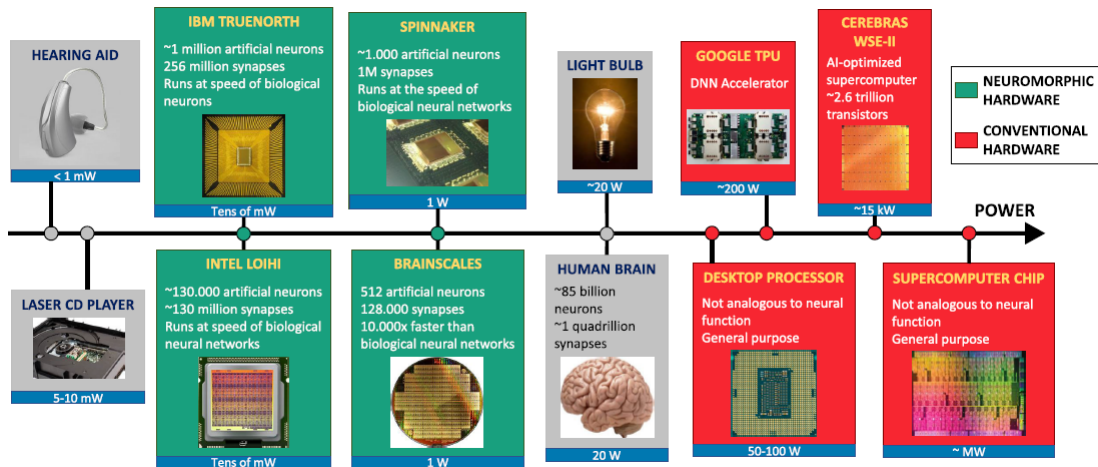 HEARING AID
< 1 mW
IBM TRUENORTH
~1 million artificial neurons
256 million synapses
Runs at speed of biological
neurons
Tens of mW
SPINNAKER
~1.000 artificial neurons
1M synapses
Runs at the speed of
biological neural networks
1 W
LIGHT BULB
~20 W
GOOGLE TPU
DNN Accelerator
~200 W
CEREBRAS
WSE-II
AI-optimized
supercomputer
~2.6 trillion
transistors
~15 kW
NEUROMORPHIC
HARDWARE
CONVENTIONAL
HARDWARE
POWER
LASER CD PLAYER
5-10 mW
INTEL LOIHI
~130.000 artificial neurons
~130 million synapses
Runs at speed of biological
neural networks
Tens of mW
BRAINSCALES
512 artificial neurons
128.000 synapses
10.000x faster than
biological neural networks
1 W
HUMAN BRAIN
~85 billion
neurons
~1 quadrillion
synapses
20 W
DESKTOP PROCESSOR
Not analogous to neural
function
General purpose
50-100 W
SUPERCOMPUTER CHIP
Not analogous to neural
function
General purpose
~ MW